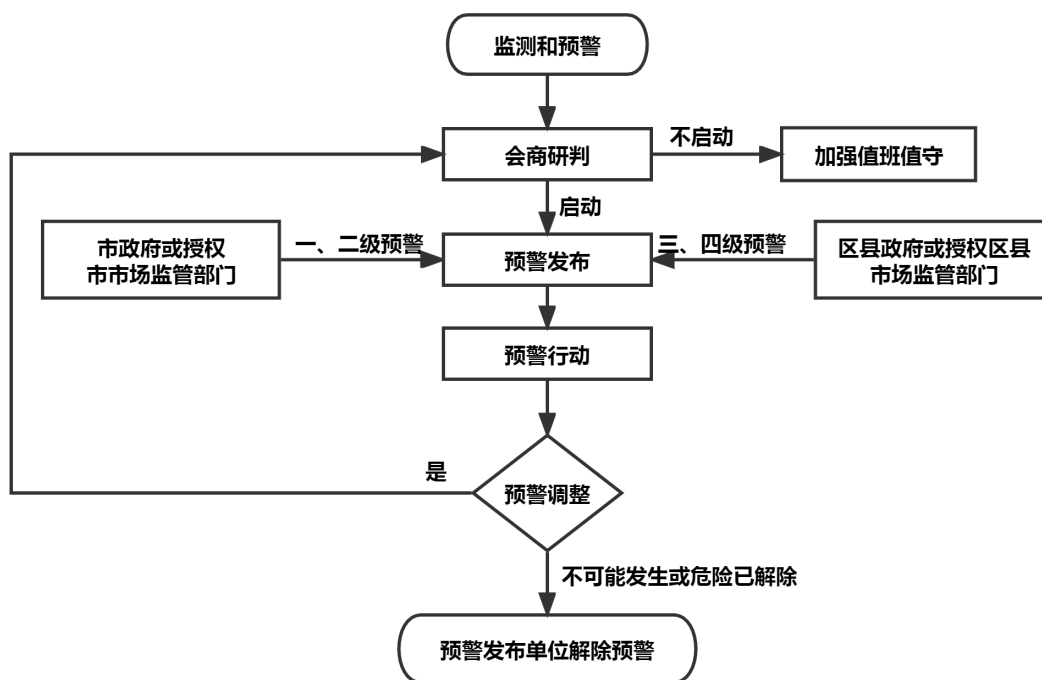 监测和预警
会商研判
不启动
加强值班值守
启动
市政府或授权
市市场监管部门
一、二级预警
预警发布
三、四级预警
区县政府或授权区县
市场监管部门
预警行动
是
预警调整
不可能发生或危险已解除
预警发布单位解除预警